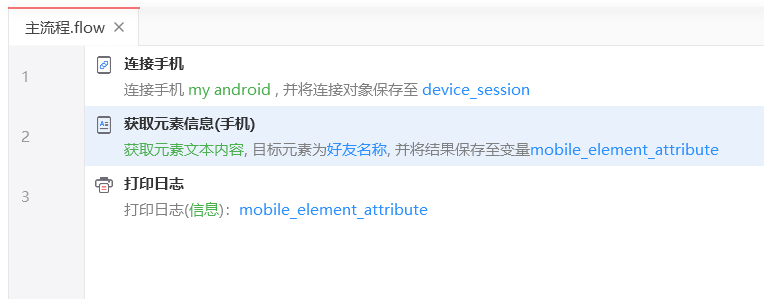 主流程.flow
1
连接手机
连接手机 my android , 并将连接对象保存至 device_session
2
获取元素信息(手机)
获取元素文本内容, 目标元素为好友名称, 并将结果保存至变量mobile_element_attribute
3
打印日志
打印日志(信息)： mobile_element_attribute